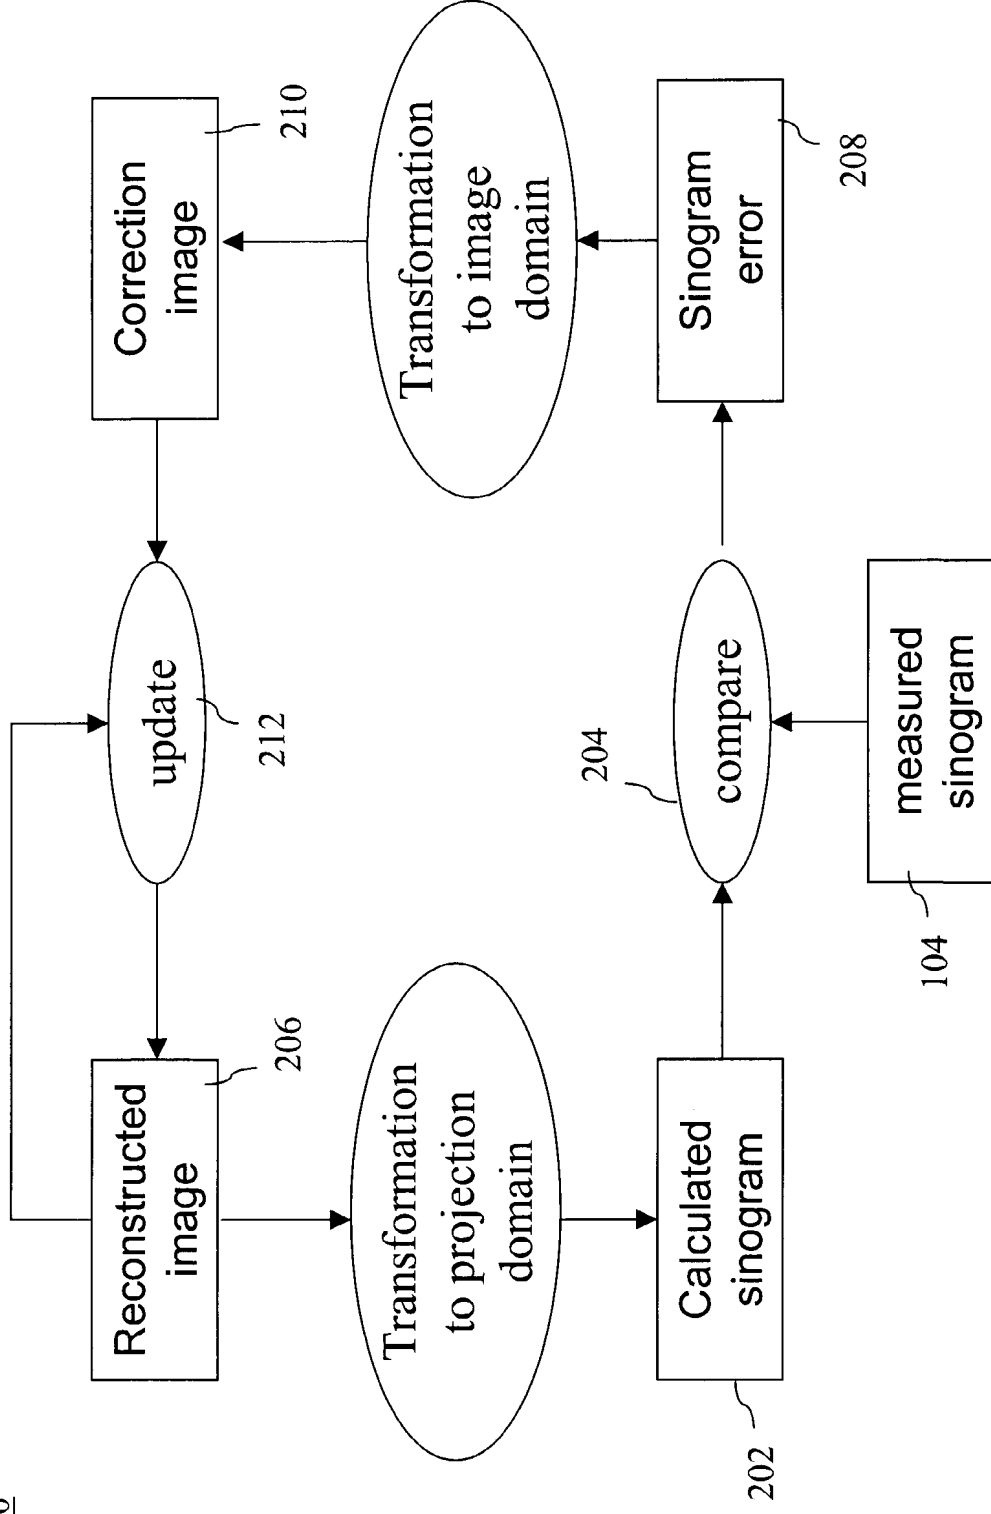 Reconstructed
image
206
update
212
Correction
image
210
Transformation
to projection
domain
Transformation
to image
domain
Calculated
sinogram
202
compare
204
Sinogram
error
208
measured
sinogram
104